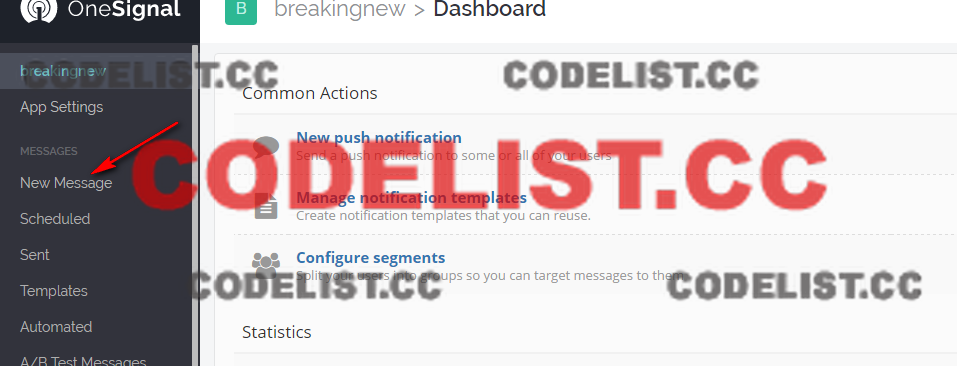 OneSignal
B breakingnew > Dashboard
breakingnew
App Settings
MESSAGES
New Message
Scheduled
Sent
Templates
Automated
A/B Test Messages
CODELIST.CC
CODELIST.CC
Common Actions
New push notification
Send a push notification to some or all of your users
CODELIST.CC
Manage notification templates
Create notification templates that you can reuse.
Configure segments
Split your users into groups so you can target messages to them.
CODELIST.CC
CODELIST.CC
Statistics